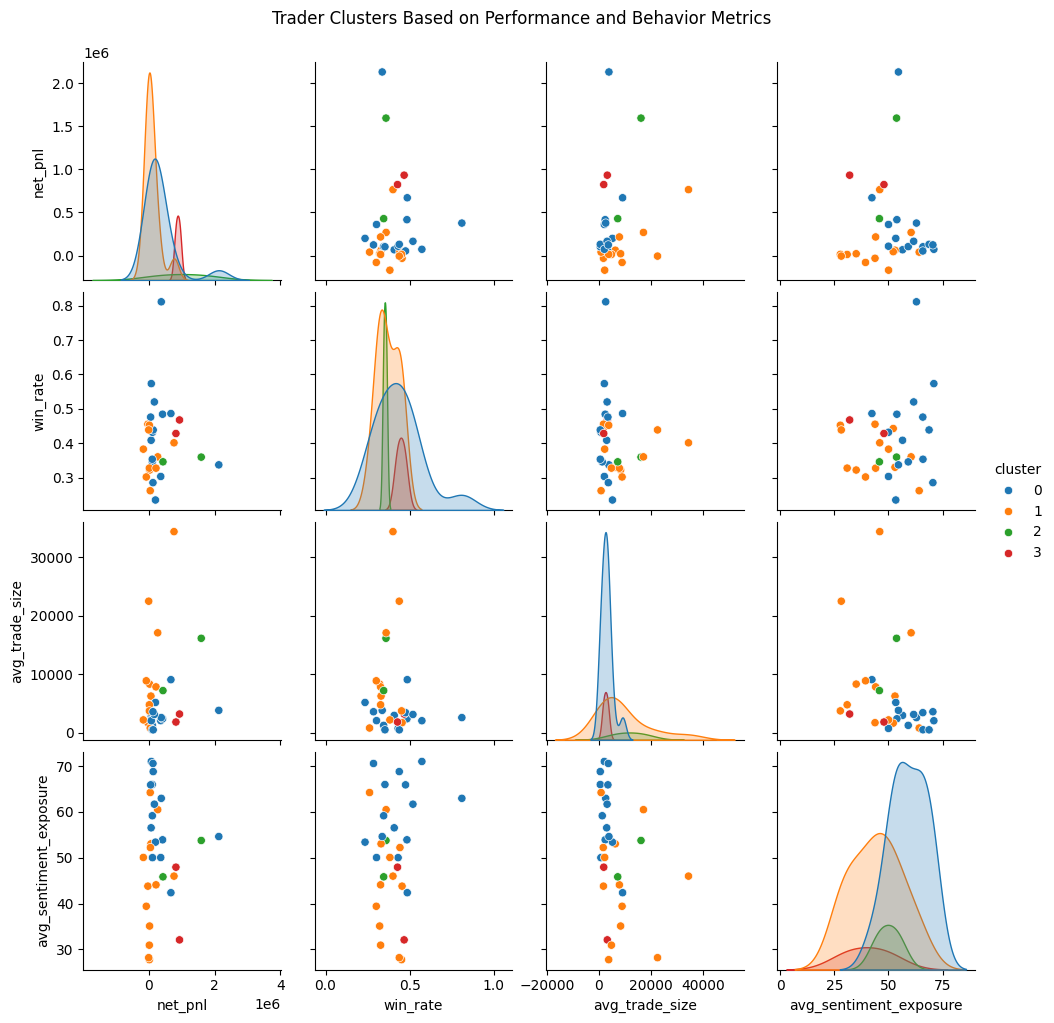 Trader Clusters Based on Performance and Behavior Metrics
1e6
net_pnl
2.0
1.5
1.0
0.5
0.0
win_rate
0.8
0.7
0.6
0.5
0.4
0.3
cluster
0
1
2
3
avg_trade_size
30000
20000
10000
0
avg_sentiment_exposure
70
60
50
40
30
0 2 4
1e6
net_pnl
0.0 0.5 1.0
win_rate
−20000 0 20000 40000
avg_trade_size
0 25 50 75
avg_sentiment_exposure